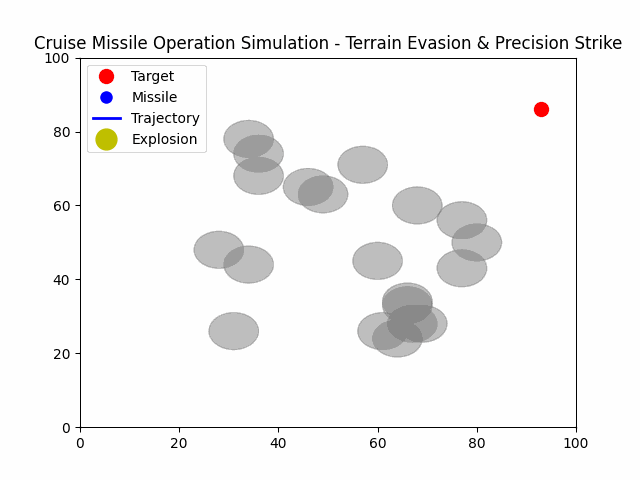 Cruise Missile Operation Simulation - Terrain Evasion & Precision Strike
100
Target
Missile
Trajectory
Explosion
80
60
40
20
0
0 20 40 60 80 100